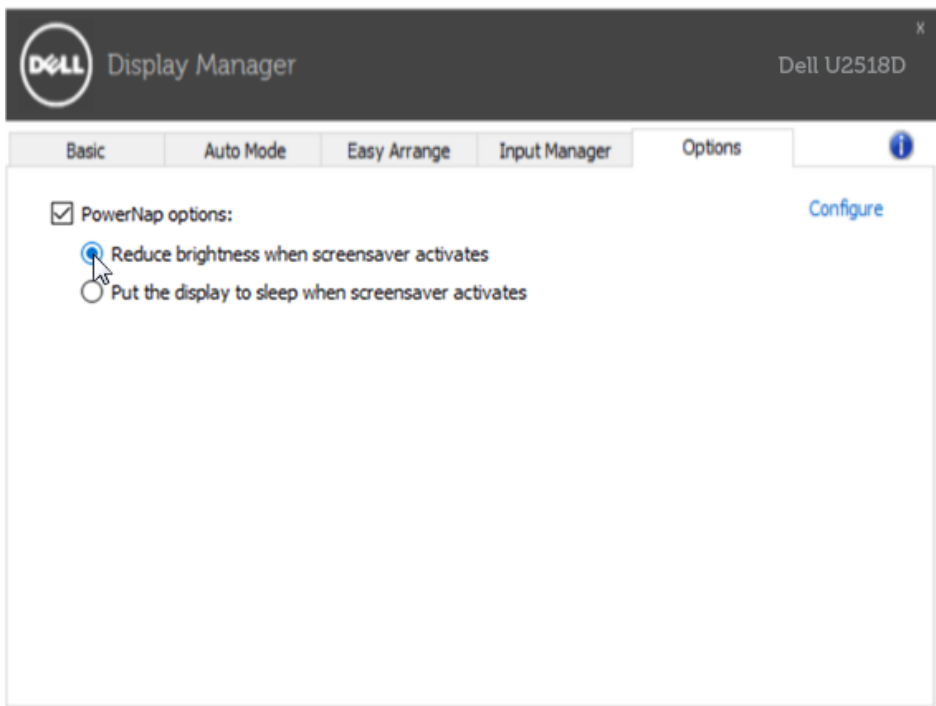 x
DELL Display Manager
Dell U2518D
Basic Auto Mode Easy Arrange Input Manager Options i
PowerNap options: Configure
Reduce brightness when screensaver activates
Put the display to sleep when screensaver activates